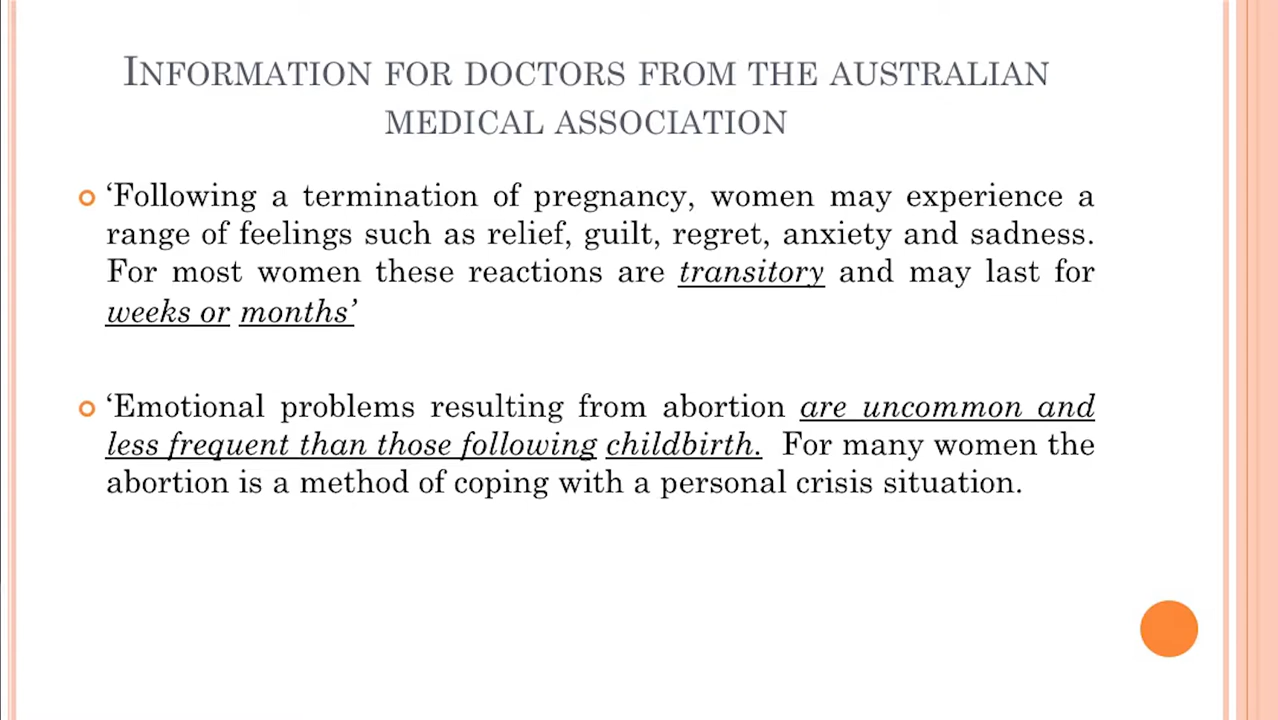 INFORMATION FOR DOCTORS FROM THE AUSTRALIAN
MEDICAL ASSOCIATION
‘Following a termination of pregnancy, women may experience a
range of feelings such as relief, guilt, regret, anxiety and sadness.
For most women these reactions are transitory and may last for
weeks or months’
‘Emotional problems resulting from abortion are uncommon and
less frequent than those following childbirth. For many women the
abortion is a method of coping with a personal crisis situation.